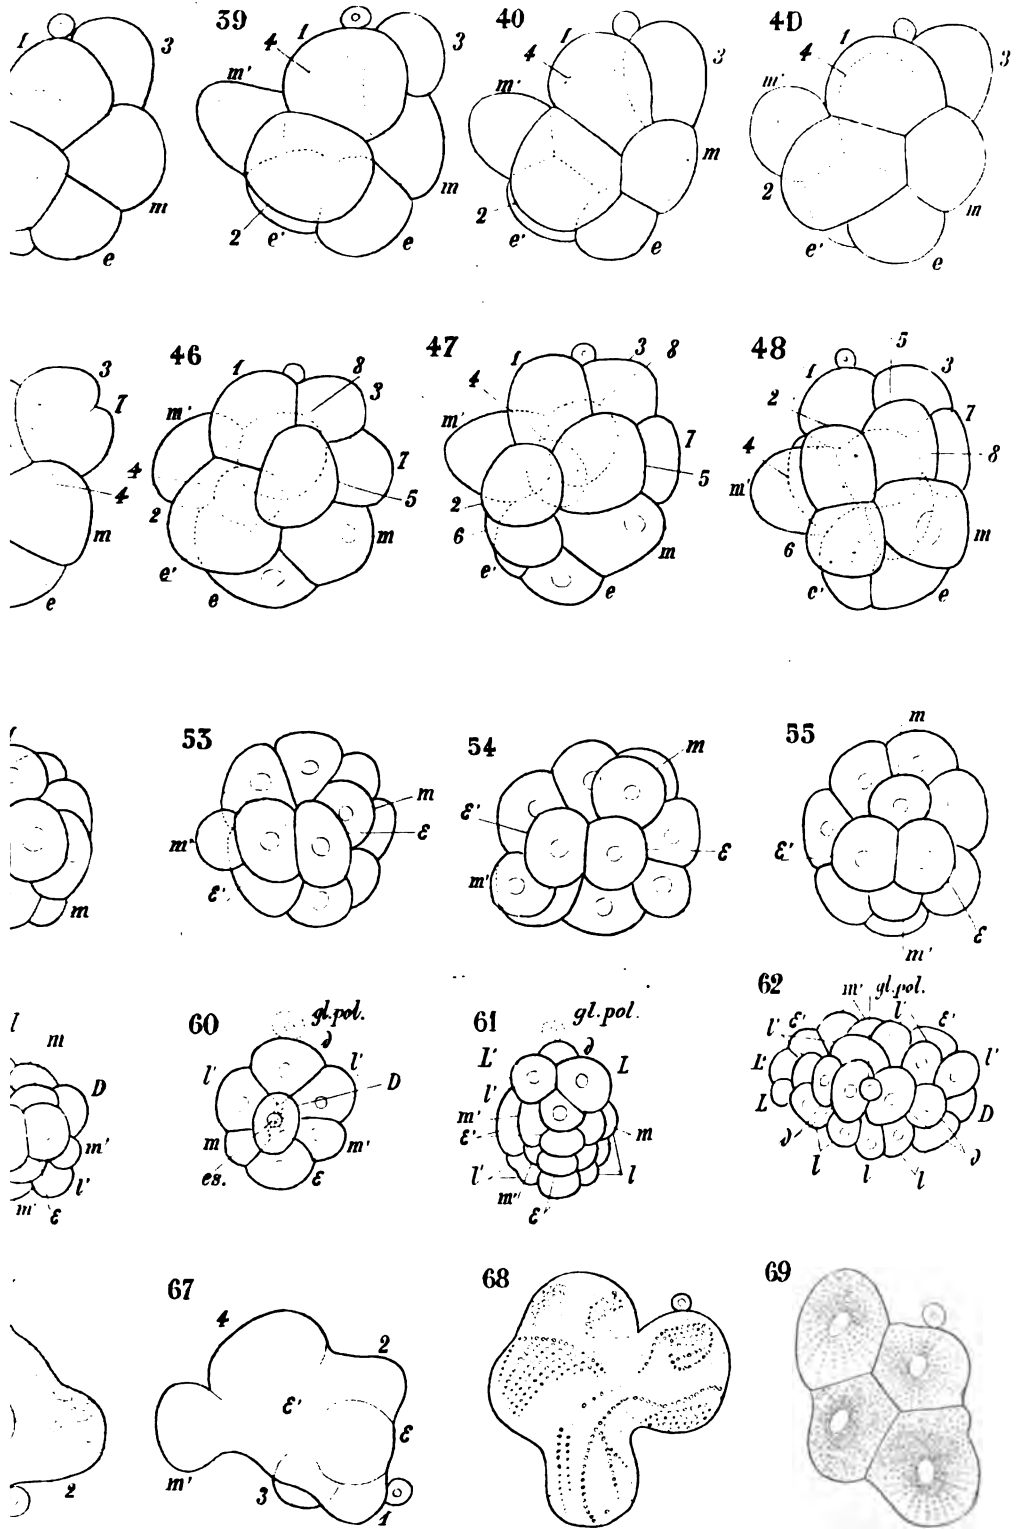 1 3 m e
39 1 4 3 m' m 2 e' e
40 1 4 3 m' m 2 e' e
41 1 4 3 m' 2 m e' e
3 7 4 m e
46 1 8 3 m' 4 7 2 5 m e' e
47 1 3 8 4 m' 7 2 5 6 m e' e
48 1 5 3 2 7 4 8 m' 6 m e' e
m
53 m ε m' ε'
54 m ε' ε m'
55 m ε' ε m'
l m D m' l' m' ε
60 gl.pol. ∂ l' l' D m m' es. ε
61 gl.pol. L' ∂ L l' m' ε' m l' l m' ε'
62 m' gl.pol. l' ε' l' ε' L' l' L D ∂ ∂ l l l
2
67 4 2 ε' ε m' 3 1
68
69